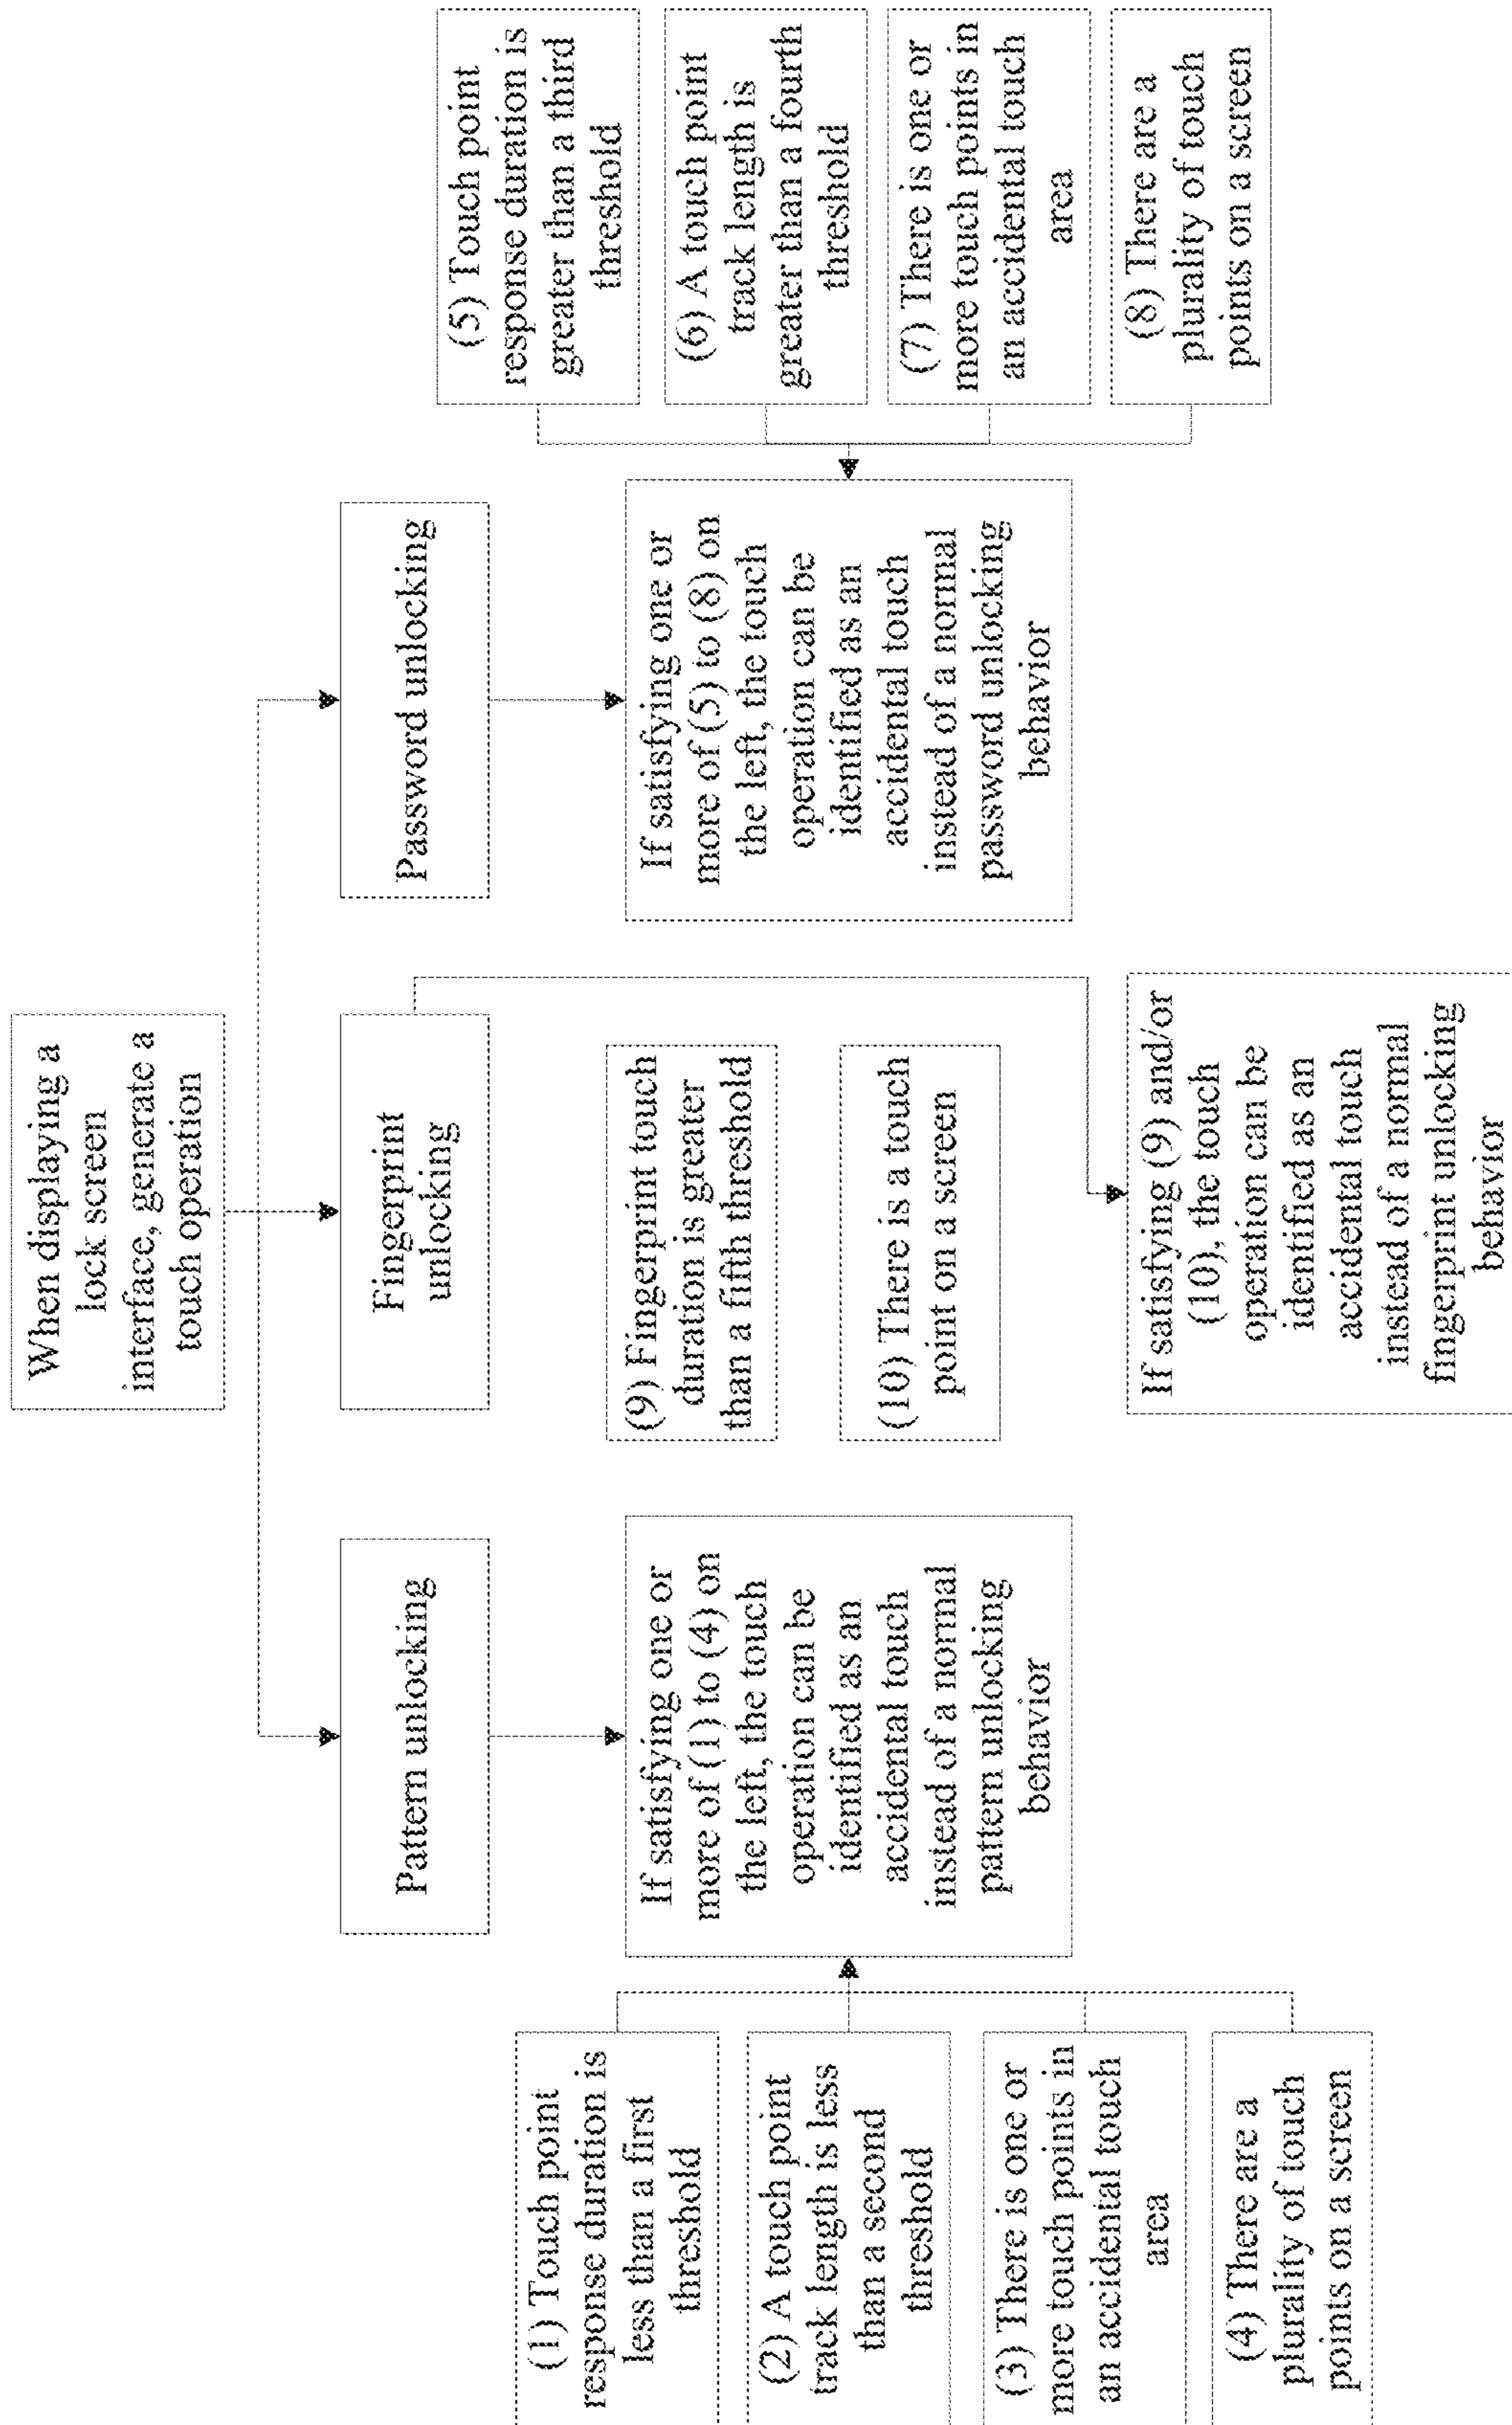 When displaying a
lock screen
interface, generate a
touch operation
Pattern unlocking
Fingerprint
unlocking
Password unlocking
(1) Touch point
response duration is
less than a first
threshold
(2) A touch point
track length is less
than a second
threshold
(3) There is one or
more touch points in
an accidental touch
area
(4) There are a
plurality of touch
points on a screen
If satisfying one or
more of (1) to (4) on
the left, the touch
operation can be
identified as an
accidental touch
instead of a normal
pattern unlocking
behavior
(9) Fingerprint touch
duration is greater
than a fifth threshold
(10) There is a touch
point on a screen
If satisfying (9) and/or
(10), the touch
operation can be
identified as an
accidental touch
instead of a normal
fingerprint unlocking
behavior
If satisfying one or
more of (5) to (8) on
the left, the touch
operation can be
identified as an
accidental touch
instead of a normal
password unlocking
behavior
(5) Touch point
response duration is
greater than a third
threshold
(6) A touch point
track length is
greater than a fourth
threshold
(7) There is one or
more touch points in
an accidental touch
area
(8) There are a
plurality of touch
points on a screen